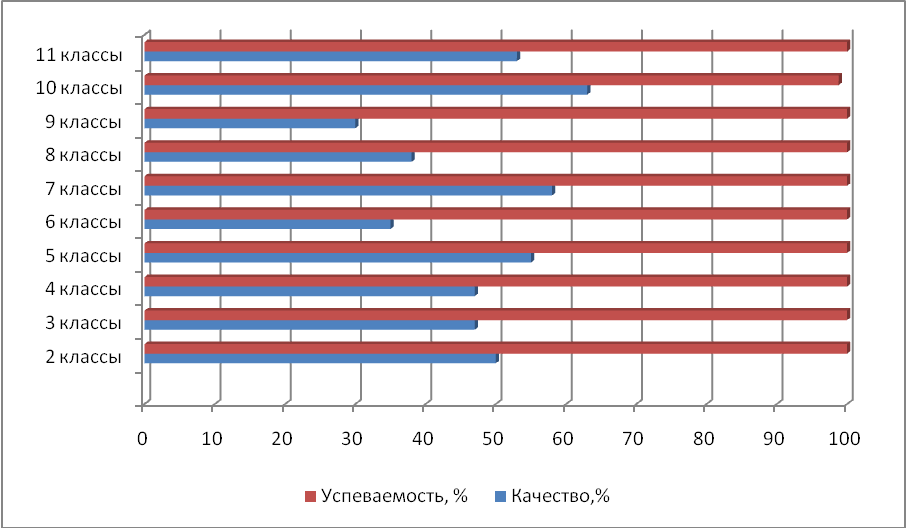 11 классы
10 классы
9 классы
8 классы
7 классы
6 классы
5 классы
4 классы
3 классы
2 классы
0 10 20 30 40 50 60 70 80 90 100
Успеваемость, % Качество,%